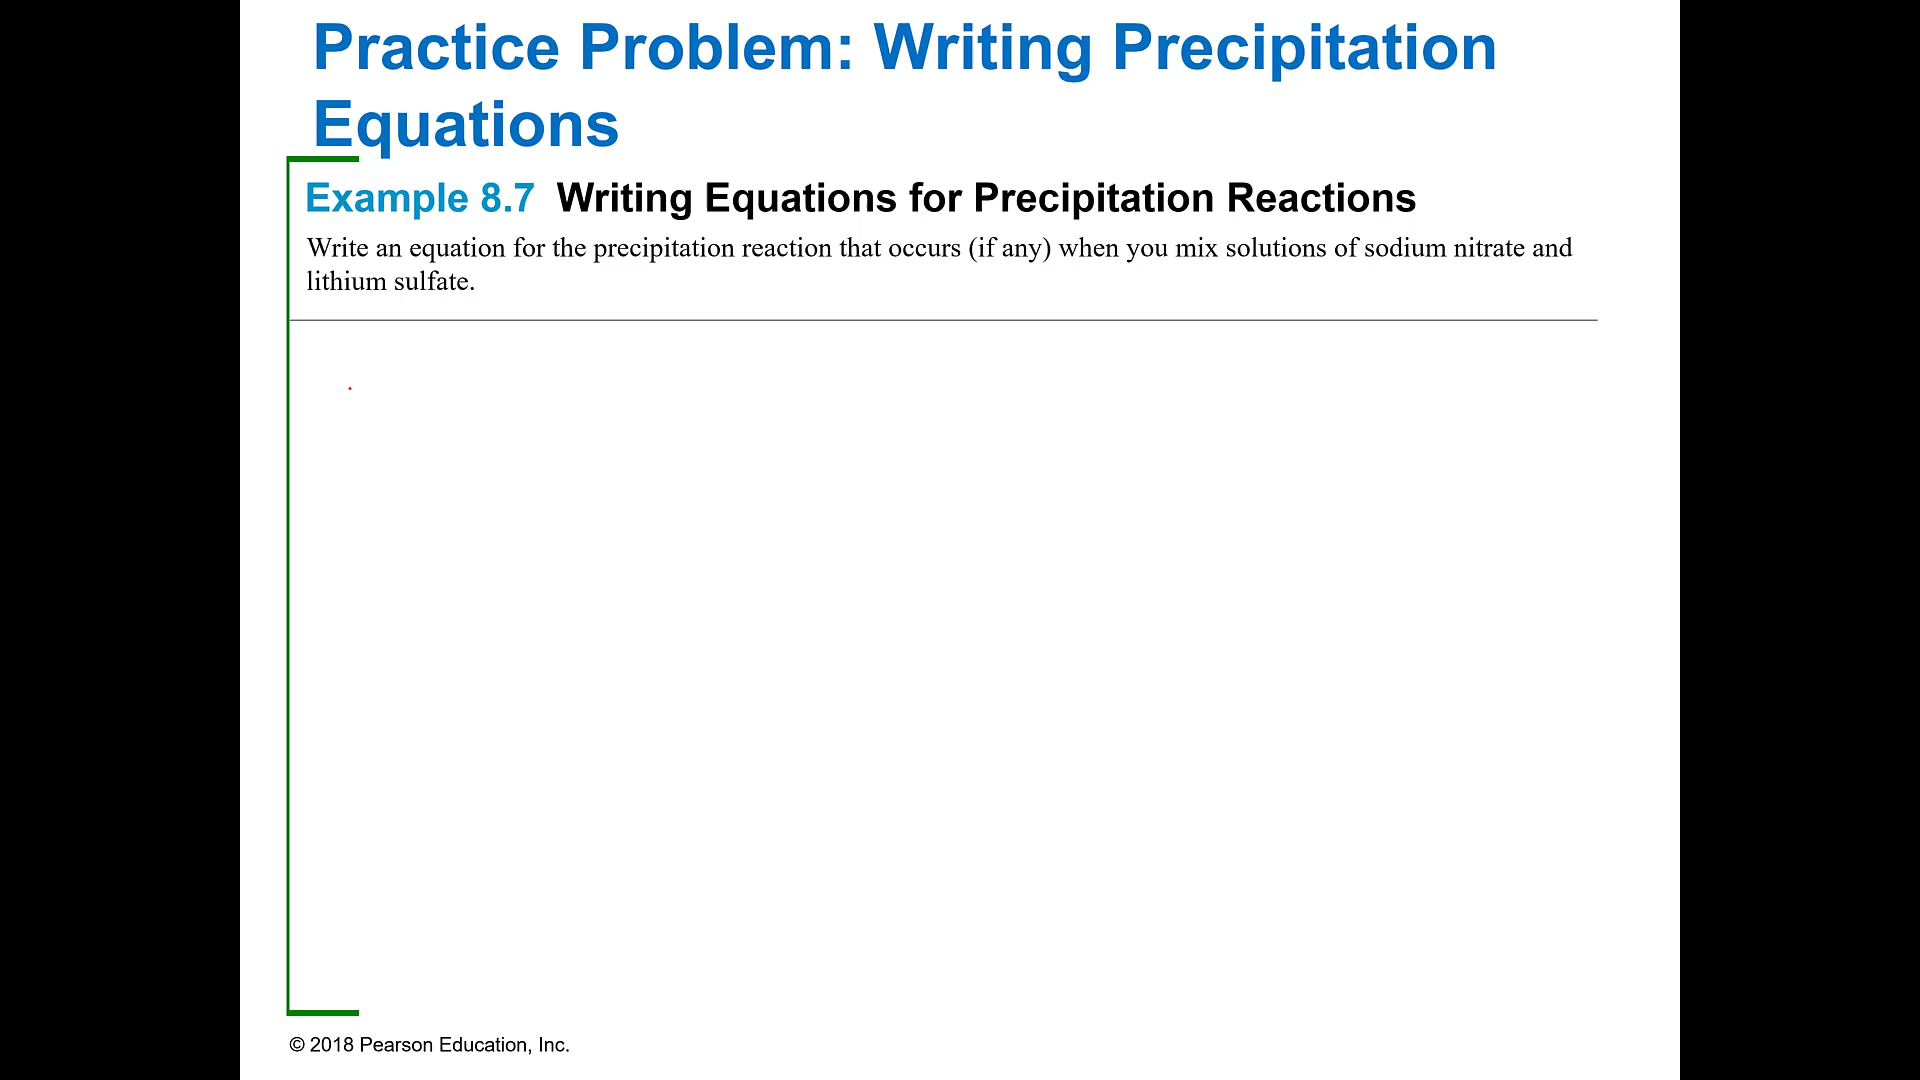 Practice Problem: Writing Precipitation
Equations
Example 8.7 Writing Equations for Precipitation Reactions
Write an equation for the precipitation reaction that occurs (if any) when you mix solutions of sodium nitrate and
lithium sulfate.
© 2018 Pearson Education, Inc.